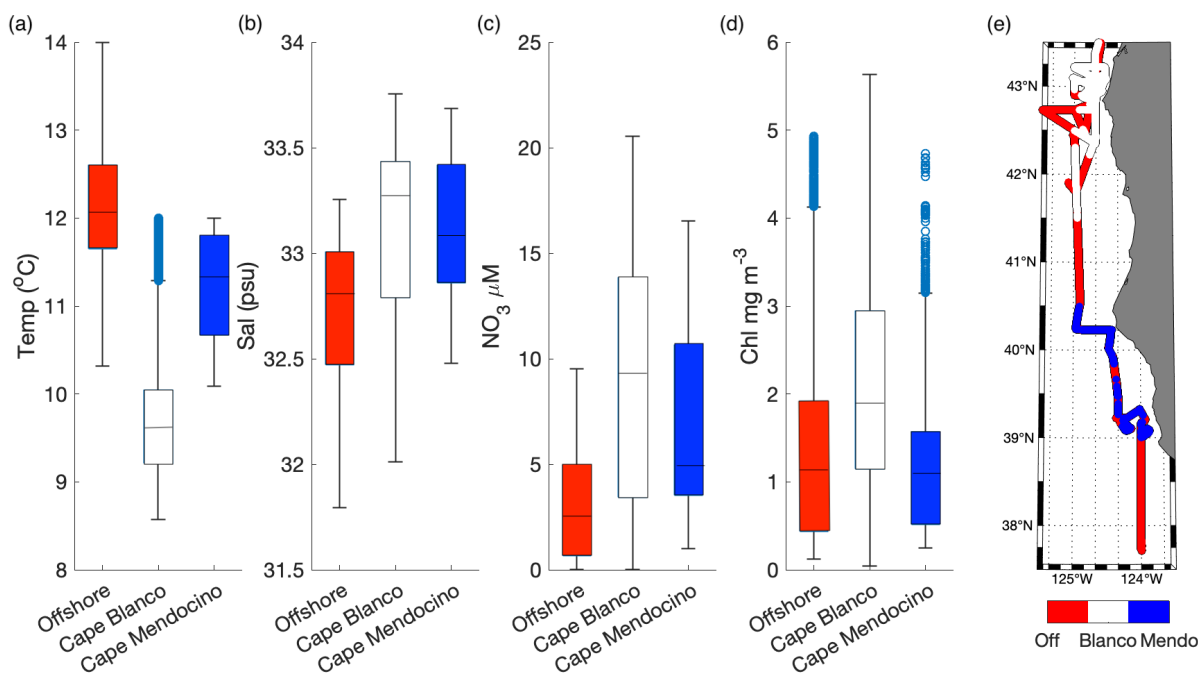 (a)
Temp (°C)
14
13
12
11
10
9
8
Offshore
Cape Blanco
Cape Mendocino
(b)
Sal (psu)
34
33.5
33
32.5
32
31.5
Offshore
Cape Blanco
Cape Mendocino
(c)
NO3 μM
25
20
15
10
5
0
Offshore
Cape Blanco
Cape Mendocino
(d)
Chl mg m-3
6
5
4
3
2
1
0
Offshore
Cape Blanco
Cape Mendocino
(e)
43°N
42°N
41°N
40°N
39°N
38°N
125°W 124°W
Off Blanco Mendo